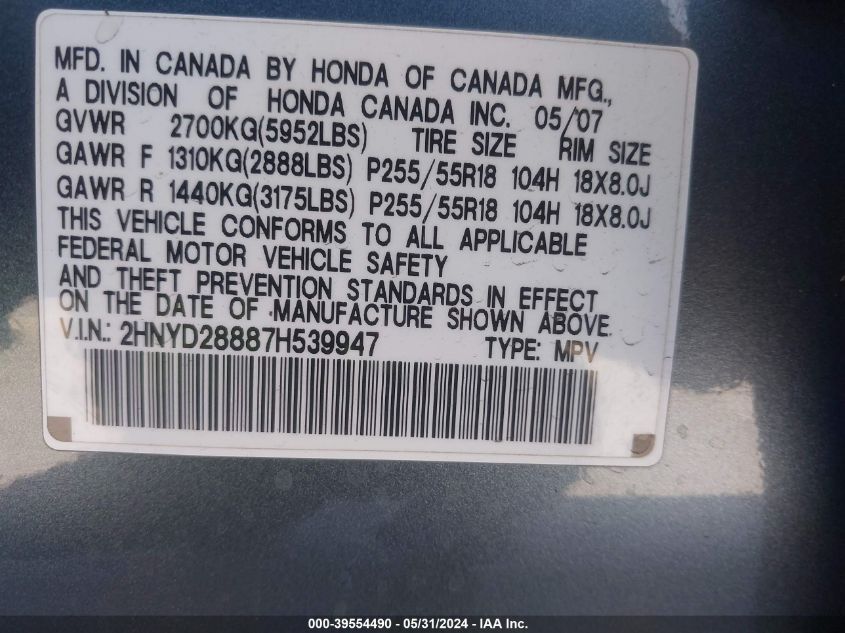 MFD. IN CANADA BY HONDA OF CANADA MFG.,
A DIVISION OF HONDA CANADA INC. 05/'07
GVWR 2700KG(5952LBS) TIRE SIZE RIM SIZE
GAWR F 1310KG(2888LBS) P255/55R18 104H 18X8.0J
GAWR R 1440KG(3175LBS) P255/55R18 104H 18X8.0J
THIS VEHICLE CONFORMS TO ALL APPLICABLE
FEDERAL MOTOR VEHICLE SAFETY
AND THEFT PREVENTION STANDARDS IN EFFECT
ON THE DATE OF MANUFACTURE SHOWN ABOVE.
V.I.N.: 2HNYD28887H539947 TYPE: MPV
000-39554490 - 05/31/2024 - IAA Inc.